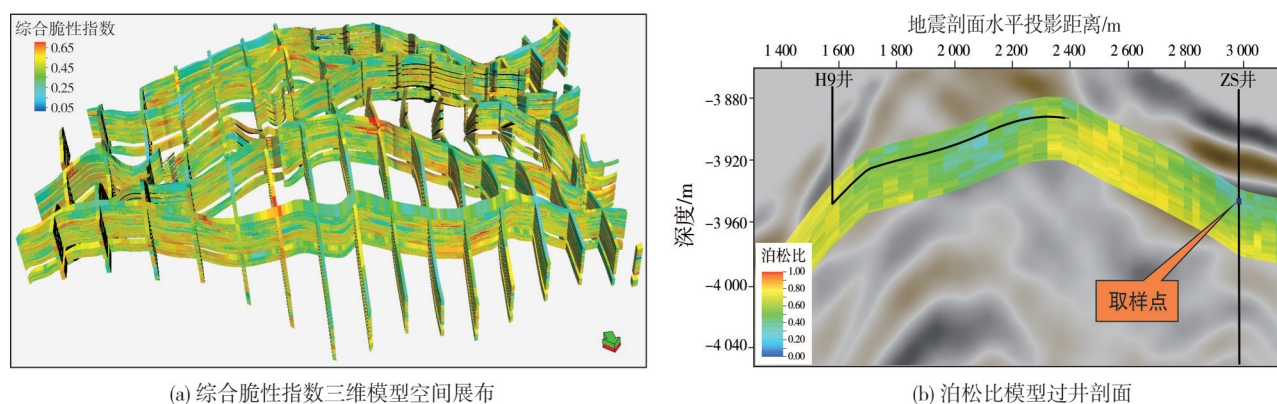 综合脆性指数
0.65
0.45
0.25
0.05
(a) 综合脆性指数三维模型空间展布
地震剖面水平投影距离/m
1 400 1 600 1 800 2 000 2 200 2 400 2 600 2 800 3 000
H9井 ZS井
深度/m
-3 880
-3 920
-3 960
-4 000
-4 040
泊松比
1.00
0.80
0.60
0.40
0.20
0.00
取样点
(b) 泊松比模型过井剖面